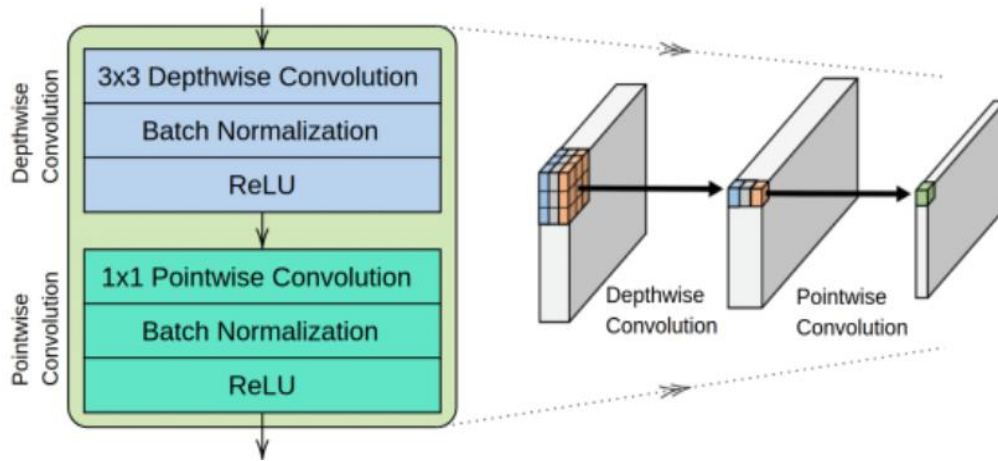 Depthwise
Convolution
3x3 Depthwise Convolution
Batch Normalization
ReLU
Pointwise
Convolution
1x1 Pointwise Convolution
Batch Normalization
ReLU
Depthwise
Convolution
Pointwise
Convolution